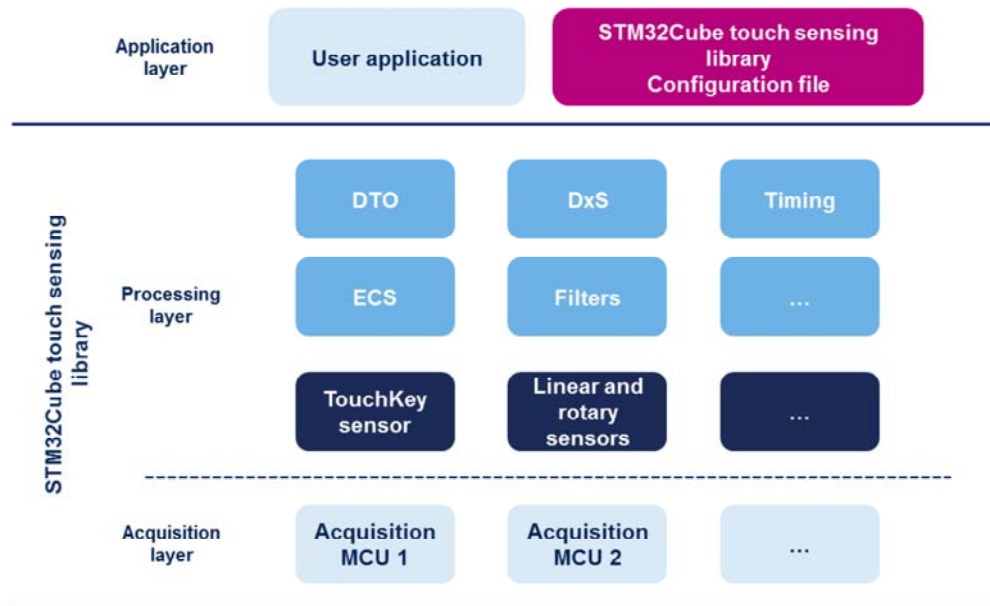 Application
layer
User application
STM32Cube touch sensing
library
Configuration file
STM32Cube touch sensing
library
Processing
layer
DTO
DxS
Timing
ECS
Filters
...
TouchKey
sensor
Linear and
rotary
sensors
...
Acquisition
layer
Acquisition
MCU 1
Acquisition
MCU 2
...